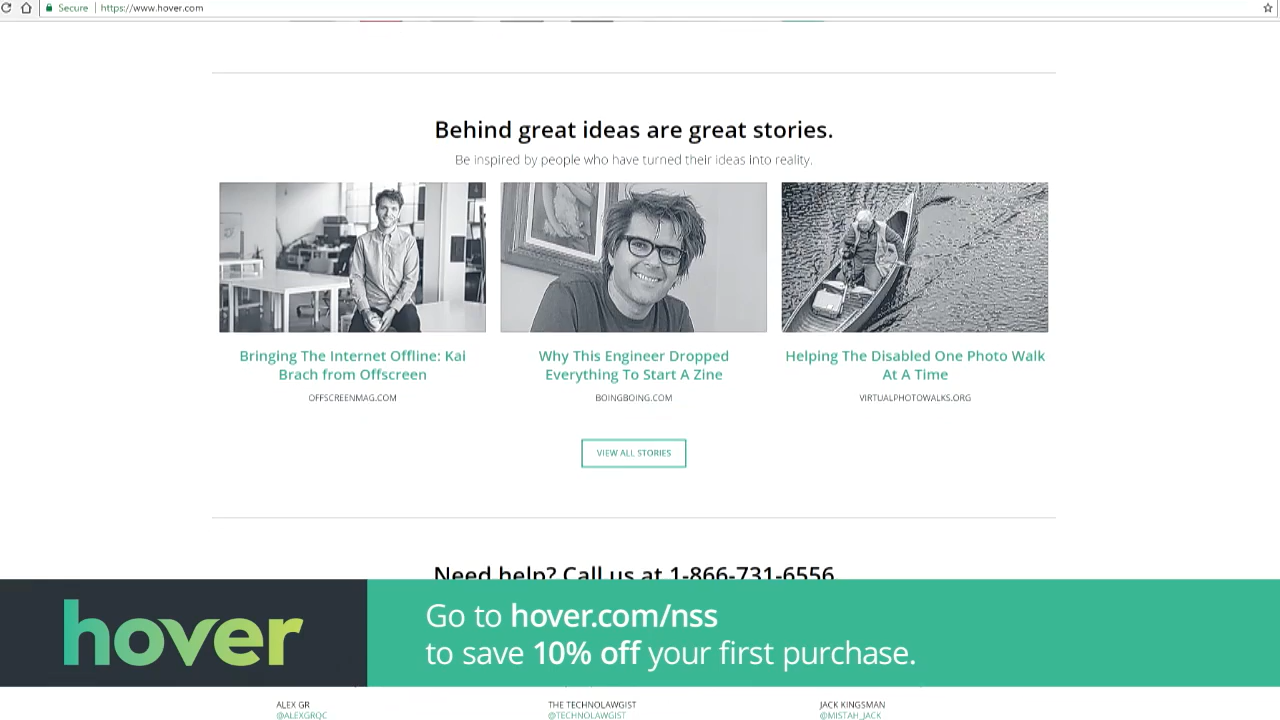 Secure
https://www.hover.com
Behind great ideas are great stories.
Be inspired by people who have turned their ideas into reality.
Bringing The Internet Offline: Kai
Brach from Offscreen
OFFSCREENMAG.COM
Why This Engineer Dropped
Everything To Start A Zine
BOINGBOING.COM
Helping The Disabled One Photo Walk
At A Time
VIRTUALPHOTOWALKS.ORG
VIEW ALL STORIES
Need help? Call us at 1-866-731-6556
hover
Go to hover.com/nss
to save 10% off your first purchase.
ALEX GR
@ALEXGRQC
THE TECHNOLAWGIST
@TECHNOLAWGIST
JACK KINGSMAN
@MISTAH_JACK